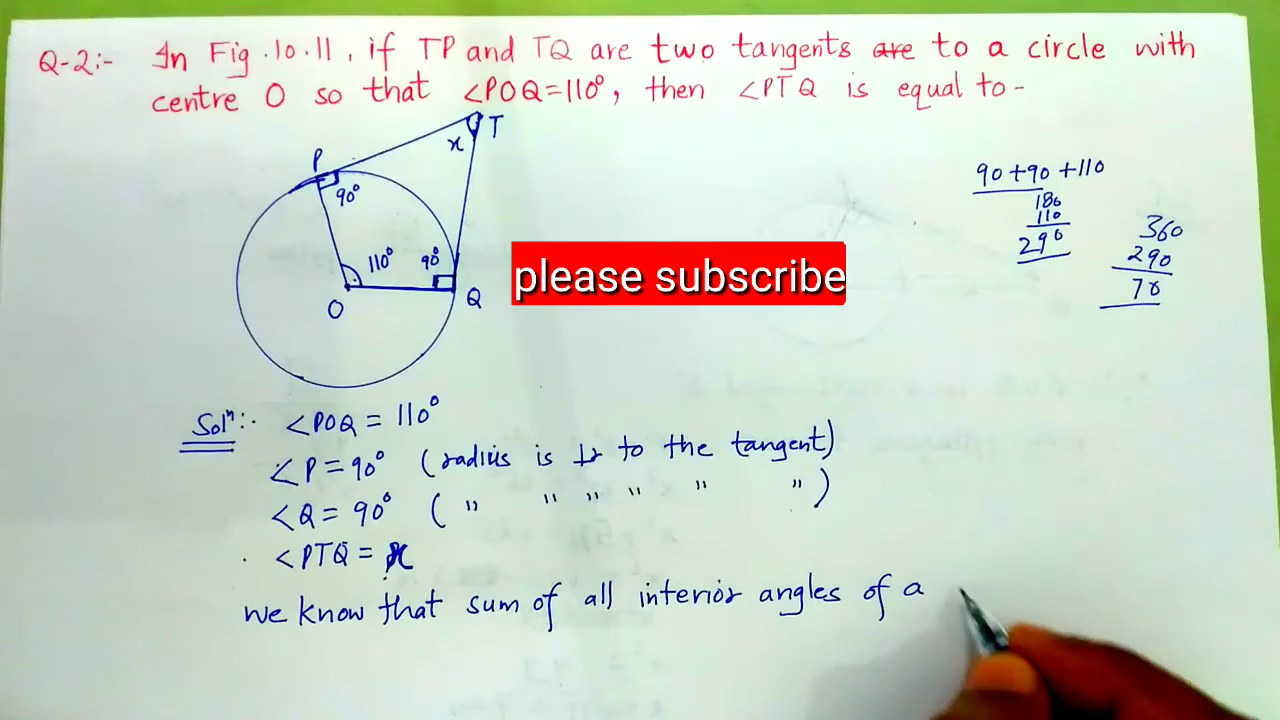 Q-2:- In Fig.10.11, if TP and TQ are two tangents are to a circle with
centre O so that ∠POQ=110°, then ∠PTQ is equal to-
T
x
P
90°
110°
90°
O
Q
please subscribe
90+90+110
180
110
290
360
290
70
Solⁿ:- ∠POQ = 110°
∠P = 90° (radius is ⊥r to the tangent)
∠Q = 90° ( " " " " " " )
∠PTQ = x
we know that sum of all interior angles of a